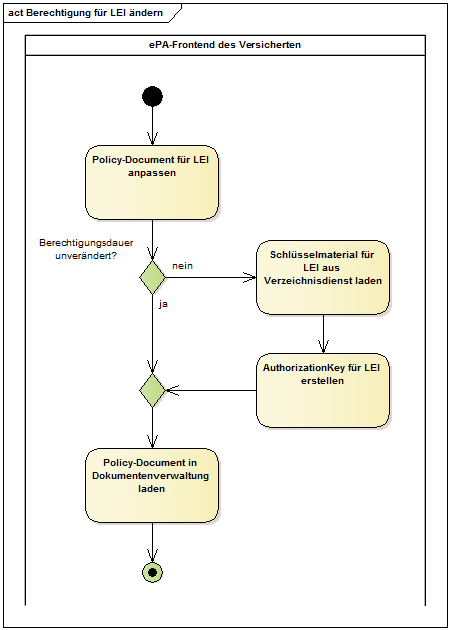 act Berechtigung für LEI ändern
ePA-Frontend des Versicherten
Policy-Document für LEI
anpassen
Berechtigungsdauer
unverändert?
nein
ja
Schlüsselmaterial für
LEI aus
Verzeichnisdienst laden
AuthorizationKey für LEI
erstellen
Policy-Document in
Dokumentenverwaltung
laden